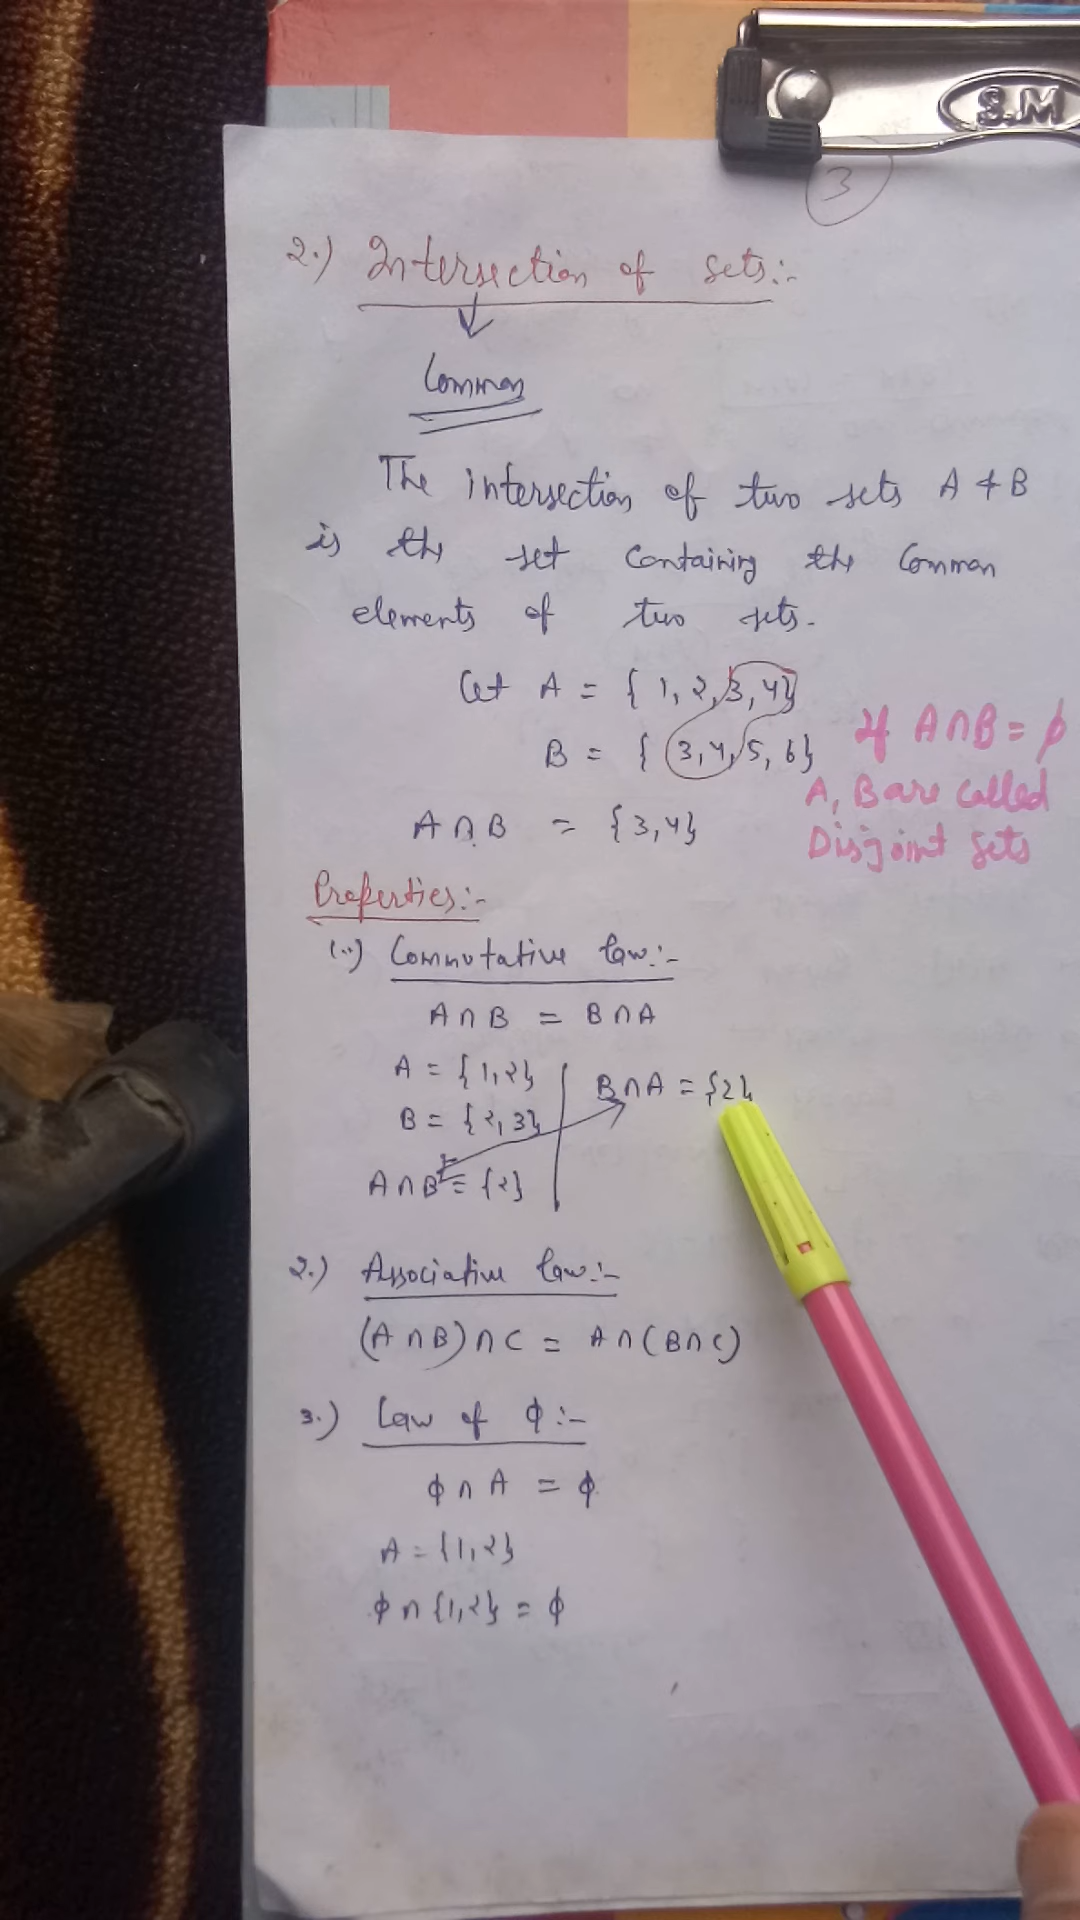 S.M
3
2.) Intersection of sets:-
Common
The intersection of two sets A & B
is the set containing the common
elements of two sets.
Let A = { 1, 2, 3, 4}
B = { 3, 4, 5, 6}
A ∩ B = {3, 4}
If A∩B = ϕ
A, B are called
Disjoint sets
Properties:-
(..) Commutative law:-
A ∩ B = B ∩ A
A = {1, 2}
B = {2, 3}
A ∩ B = {2}
B ∩ A = {2}
2.) Associative law:-
(A ∩ B) ∩ C = A ∩ (B ∩ C)
3.) Law of ϕ :-
ϕ ∩ A = ϕ
A = {1, 2}
ϕ ∩ {1, 2} = ϕ